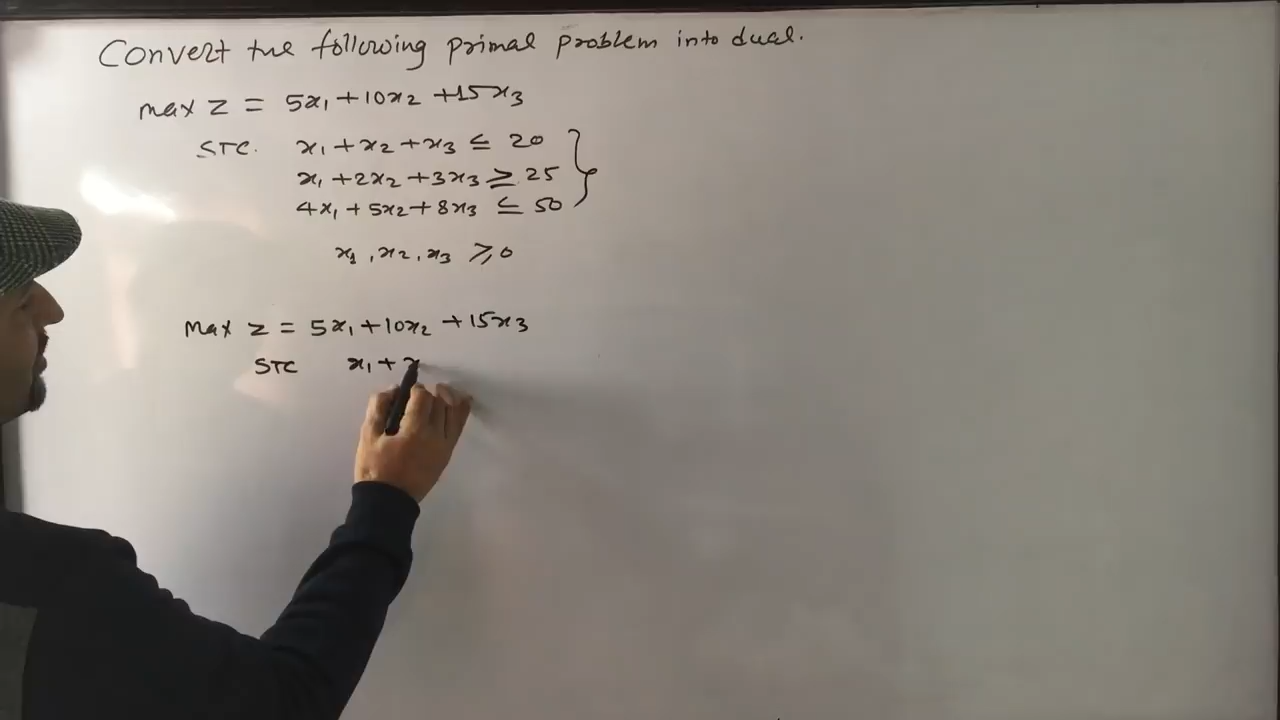 Convert the following primal problem into dual.
max z = 5x₁ + 10x₂ + 15x₃
STC. x₁ + x₂ + x₃ ≤ 20
x₁ + 2x₂ + 3x₃ ≥ 25
4x₁ + 5x₂ + 8x₃ ≤ 50
x₁, x₂, x₃ ≥ 0
Max z = 5x₁ + 10x₂ + 15x₃
STC x₁ + x